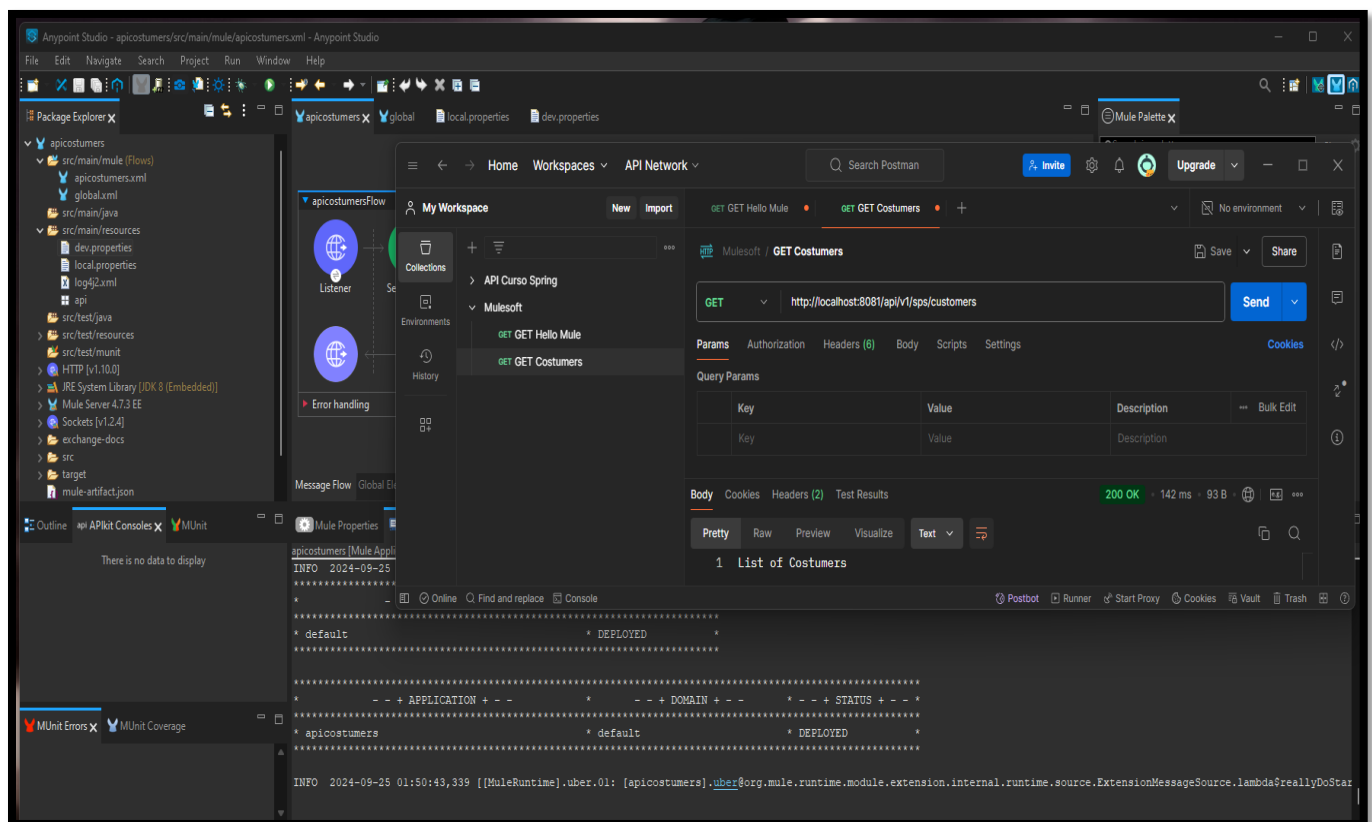 Anypoint Studio - apicostumers/src/main/mule/apicostumers.xml - Anypoint Studio
File Edit Navigate Search Project Run Window Help
Package Explorer
apicostumers
src/main/mule (Flows)
apicostumers.xml
global.xml
src/main/java
src/main/resources
dev.properties
local.properties
log4j2.xml
api
src/test/java
src/test/resources
src/test/munit
HTTP [v1.10.0]
JRE System Library [JDK 8 (Embedded)]
Mule Server 4.7.3 EE
Sockets [v1.2.4]
exchange-docs
src
target
mule-artifact.json
apicostumers global local.properties dev.properties
Mule Palette
apicostumersFlow
Listener Se
Error handling
Message Flow Global El
Home Workspaces API Network Search Postman Invite Upgrade
My Workspace New Import
GET GET Hello Mule GET GET Costumers No environment
Collections
Environments
History
API Curso Spring
Mulesoft
GET GET Hello Mule
GET GET Costumers
HTTP Mulesoft / GET Costumers Save Share
GET http://localhost:8081/api/v1/sps/customers Send
Params Authorization Headers (6) Body Scripts Settings Cookies
Query Params
Key Value Description Bulk Edit
Key Value Description
Body Cookies Headers (2) Test Results 200 OK 142 ms 93 B e.g.
Pretty Raw Preview Visualize Text
1 List of Costumers
Online Find and replace Console Postbot Runner Start Proxy Cookies Vault Trash
Outline api APIkit Consoles MUnit
There is no data to display
MUnit Errors MUnit Coverage
Mule Properties
apicostumers [Mule Appli
INFO 2024-09-25
**********************
* -
*********************************************************************
* default * DEPLOYED *
*********************************************************************
*******************************************************************************************************
* - - + APPLICATION + - - * - - + DOMAIN + - - * - - + STATUS + - - *
*******************************************************************************************************
* apicostumers * default * DEPLOYED *
*******************************************************************************************************
INFO 2024-09-25 01:50:43,339 [[MuleRuntime].uber.01: [apicostumers].uber@org.mule.runtime.module.extension.internal.runtime.source.ExtensionMessageSource.lambda$reallyDoStar